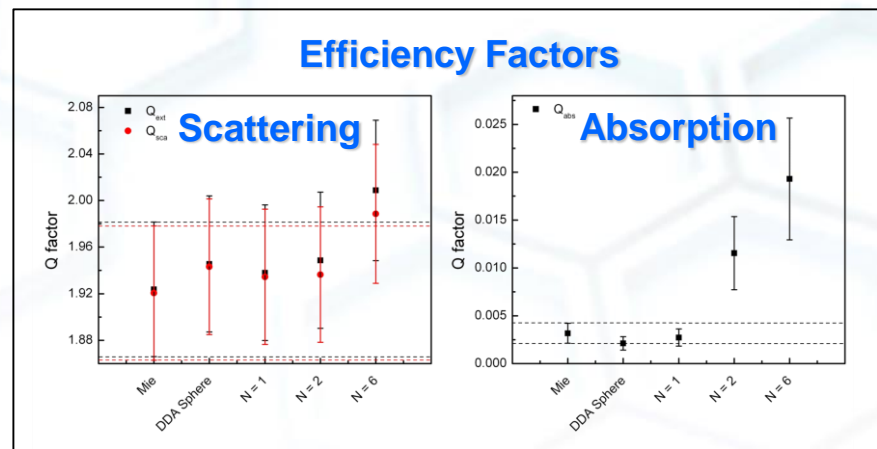 Efficiency Factors
Scattering
Q_ext
Q_sca
Q factor
2.08
2.04
2.00
1.96
1.92
1.88
Mie
DDA Sphere
N = 1
N = 2
N = 6
Absorption
Q_abs
Q factor
0.025
0.020
0.015
0.010
0.005
0.000
Mie
DDA Sphere
N = 1
N = 2
N = 6